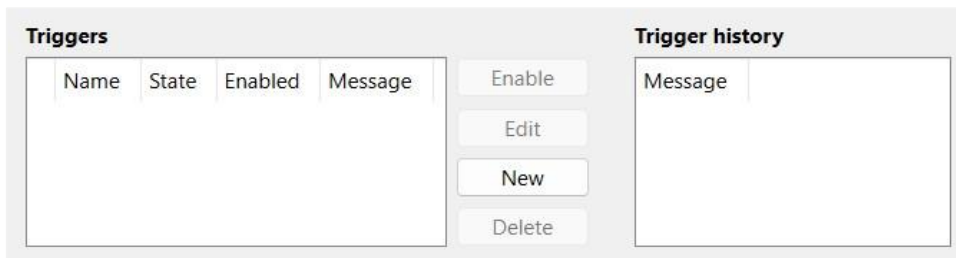 Triggers
Name State Enabled Message
Enable
Edit
New
Delete
Trigger history
Message